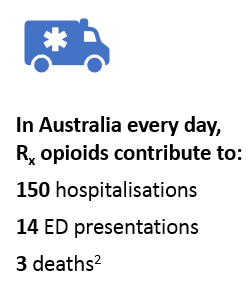 In Australia every day,
Rₓ opioids contribute to:
150 hospitalisations
14 ED presentations
3 deaths²